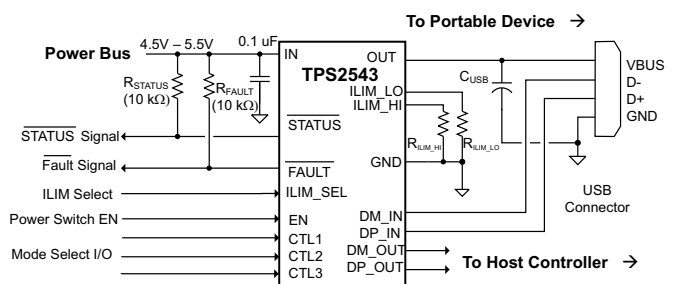 To Portable Device →
Power Bus
4.5V – 5.5V
0.1 uF
IN
OUT
TPS2543
VBUS
D-
D+
GND
RSTATUS
(10 kΩ)
RFAULT
(10 kΩ)
CUSB
ILIM_LO
ILIM_HI
STATUS
STATUS Signal
RILIM_HI
RILIM_LO
Fault Signal
FAULT
GND
ILIM Select
ILIM_SEL
USB
Connector
Power Switch EN
EN
DM_IN
DP_IN
CTL1
Mode Select I/O
CTL2
CTL3
DM_OUT
DP_OUT
To Host Controller →